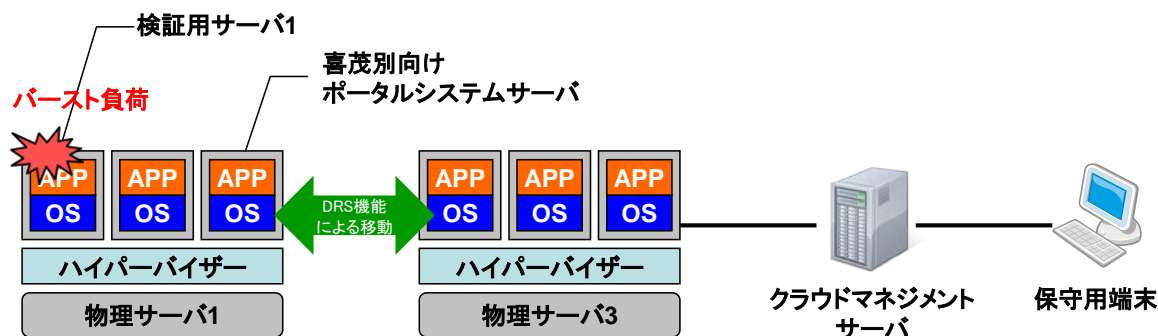 検証用サーバ1
喜茂別向け
ポータルシステムサーバ
バースト負荷
APP
APP
APP
APP
APP
APP
OS
OS
OS
DRS機能
による移動
OS
OS
OS
ハイパーバイザー
ハイパーバイザー
物理サーバ1
物理サーバ3
クラウドマネジメント
サーバ
保守用端末